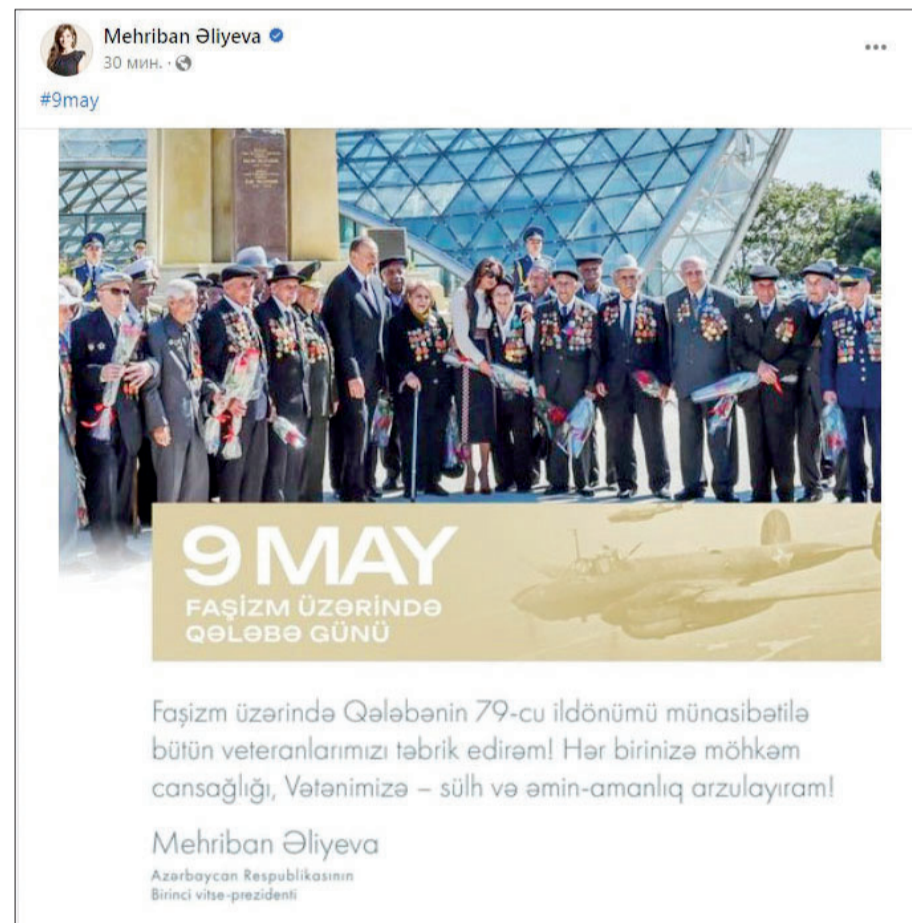 Mehriban Əliyeva
30 мин. ·
#9may
9 MAY
FAŞİZM ÜZƏRİNDƏ
QƏLƏBƏ GÜNÜ
Faşizm üzərində Qələbənin 79-cu ildönümü münasibətilə
bütün veteranlarımızı təbrik edirəm! Hər birinizə möhkəm
cansağlığı, Vətənimizə – sülh və əmin-amanlıq arzulayıram!
Mehriban Əliyeva
Azərbaycan Respublikasının
Birinci vitse-prezidenti